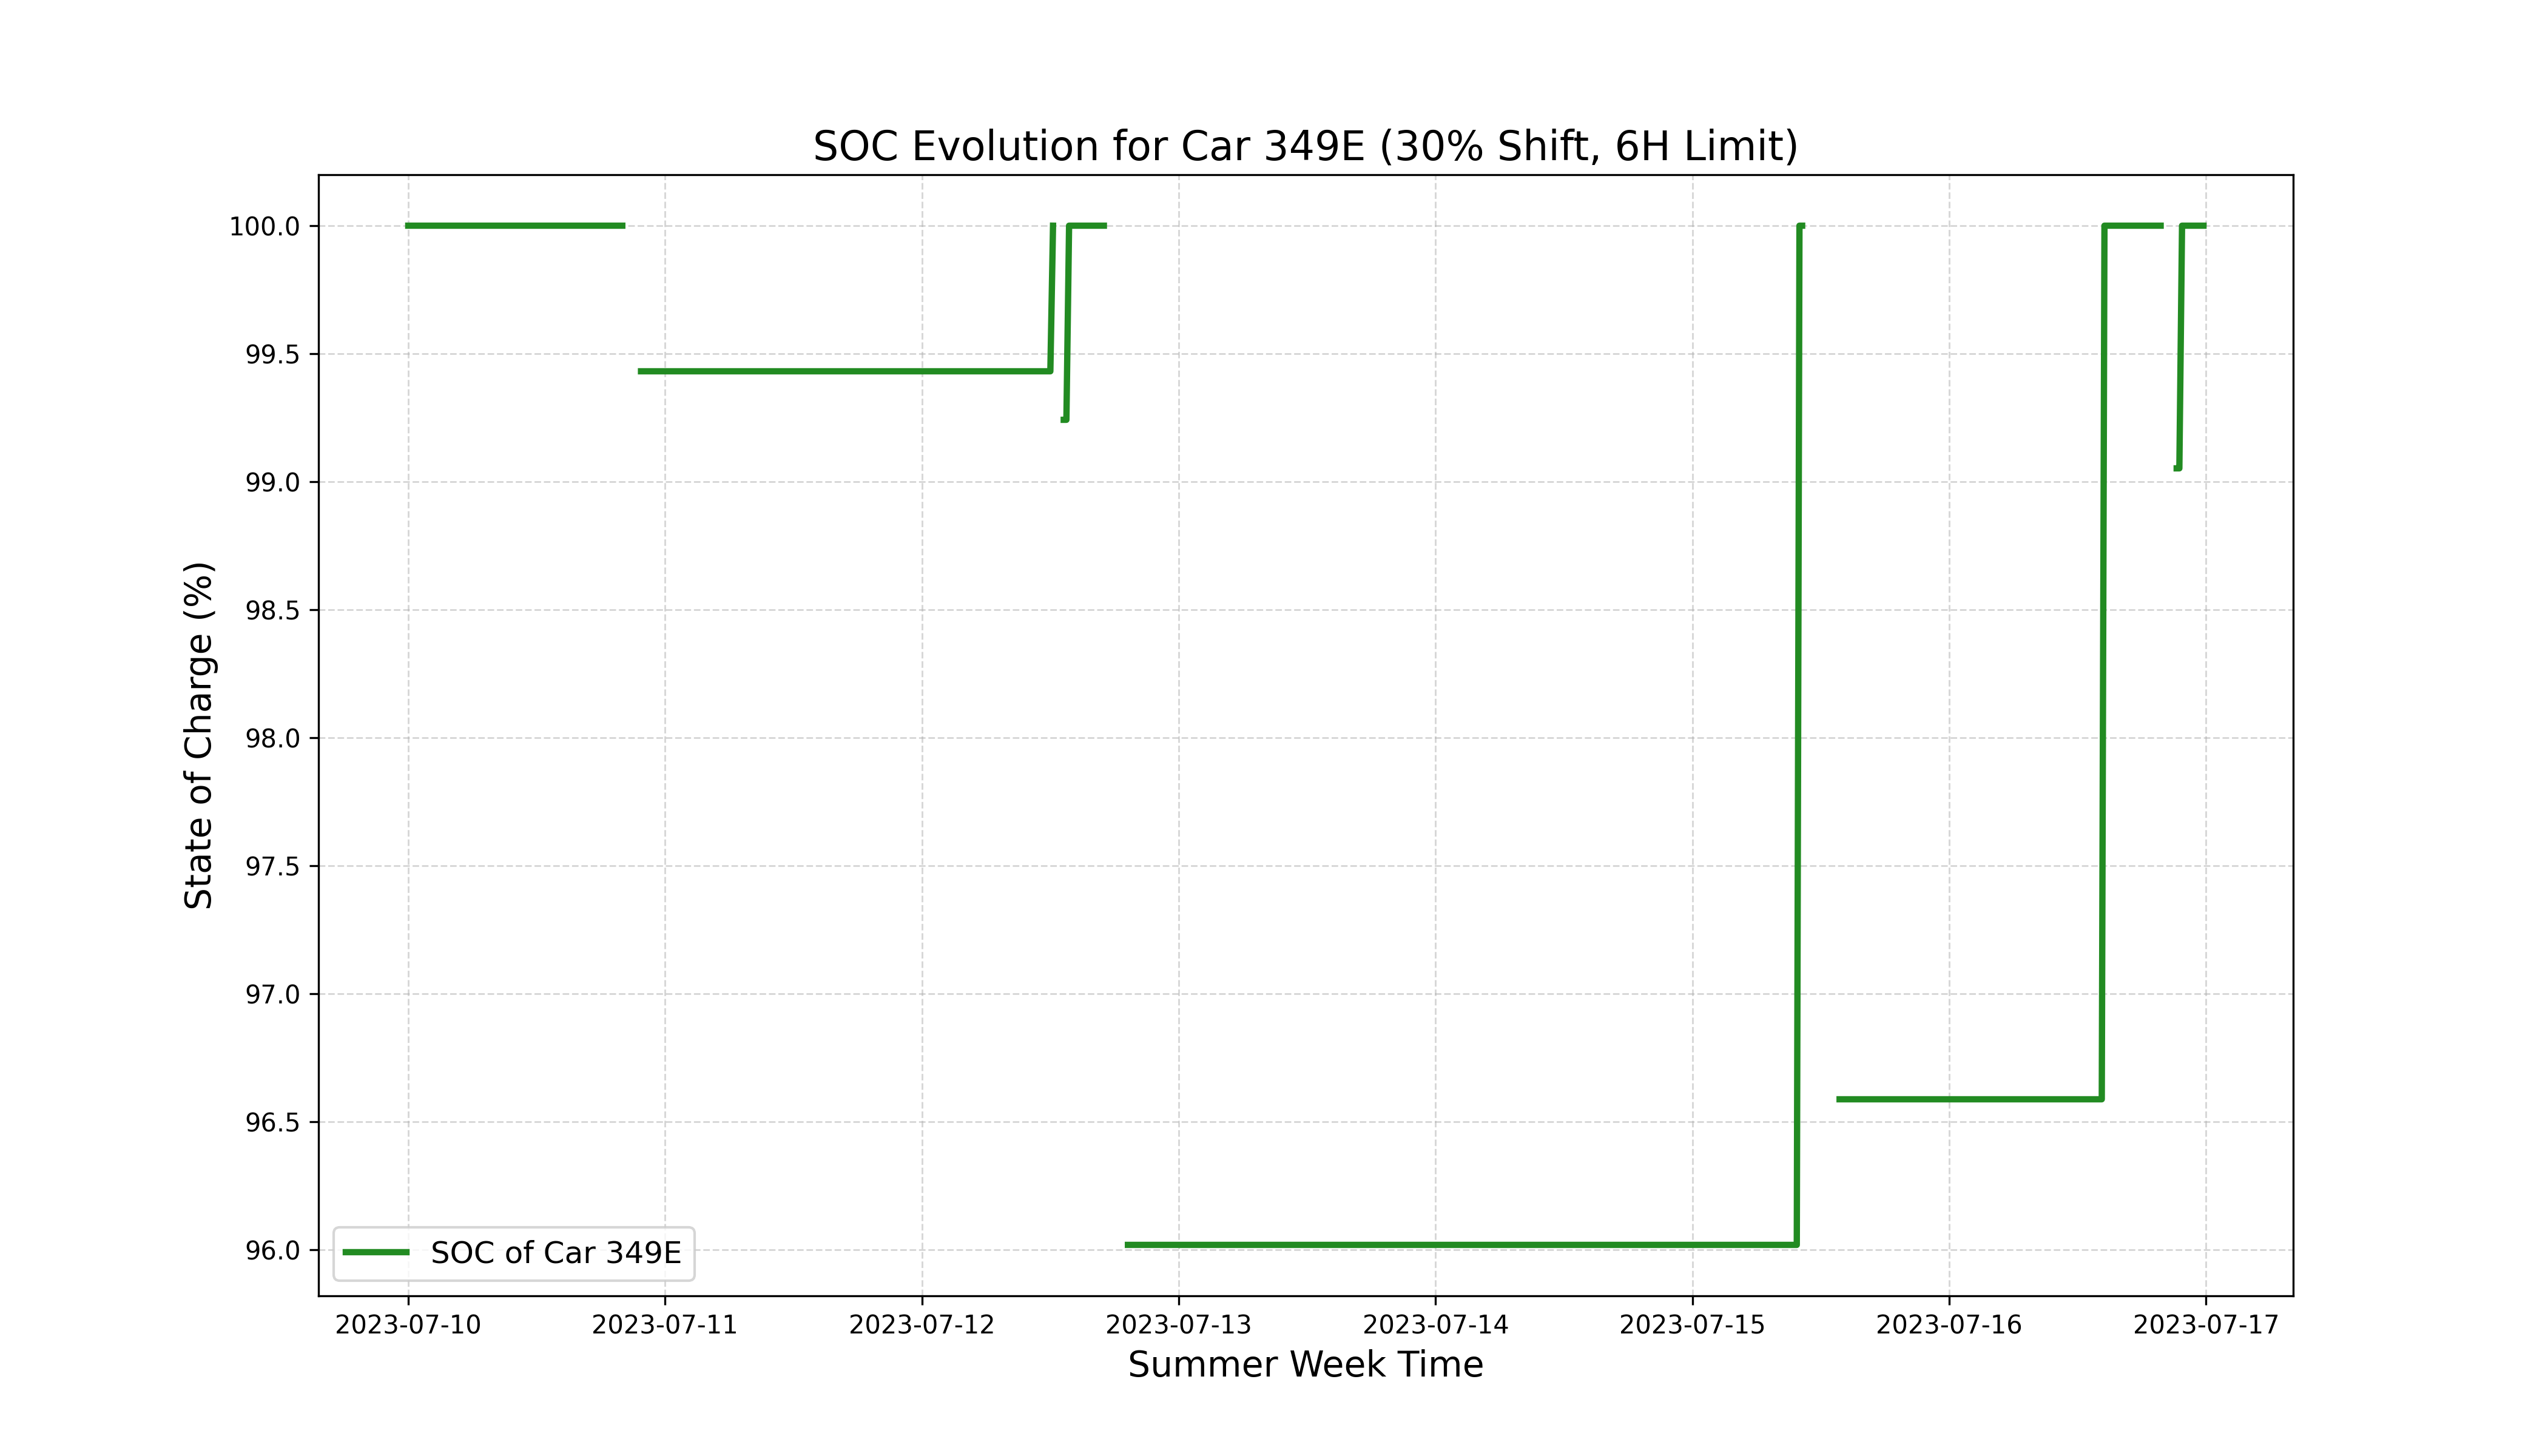 SOC Evolution for Car 349E (30% Shift, 6H Limit)
State of Charge (%)
100.0
99.5
99.0
98.5
98.0
97.5
97.0
96.5
96.0
SOC of Car 349E
2023-07-10 2023-07-11 2023-07-12 2023-07-13 2023-07-14 2023-07-15 2023-07-16 2023-07-17
Summer Week Time